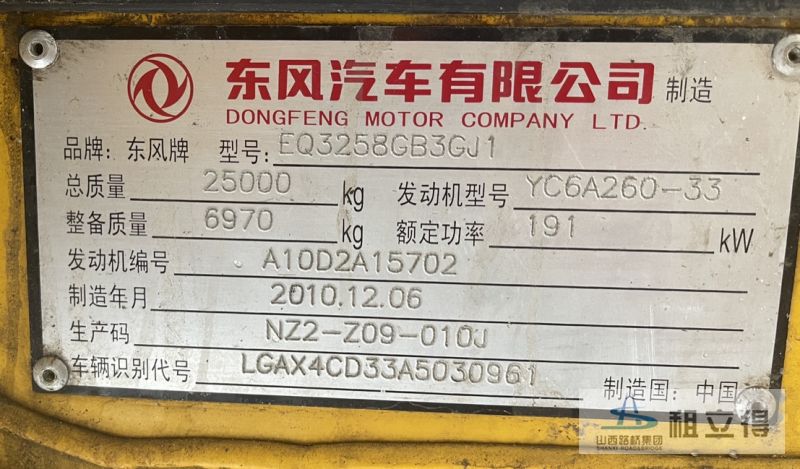 东风汽车有限公司 制造
DONGFENG MOTOR COMPANY LTD
品牌: 东风牌 型号: EQ3258GB3GJ1
总质量 25000 kg 发动机型号 YC6A260-33
整备质量 6970 kg 额定功率 191 kW
发动机编号 A10D2A15702
制造年月 2010.12.06
生产码 NZ2-Z09-010J
车辆识别代号 LGAX4CD33A5030961
制造国: 中国
山西路桥集团 租立得
SHANXI ROAD&BRIDGE